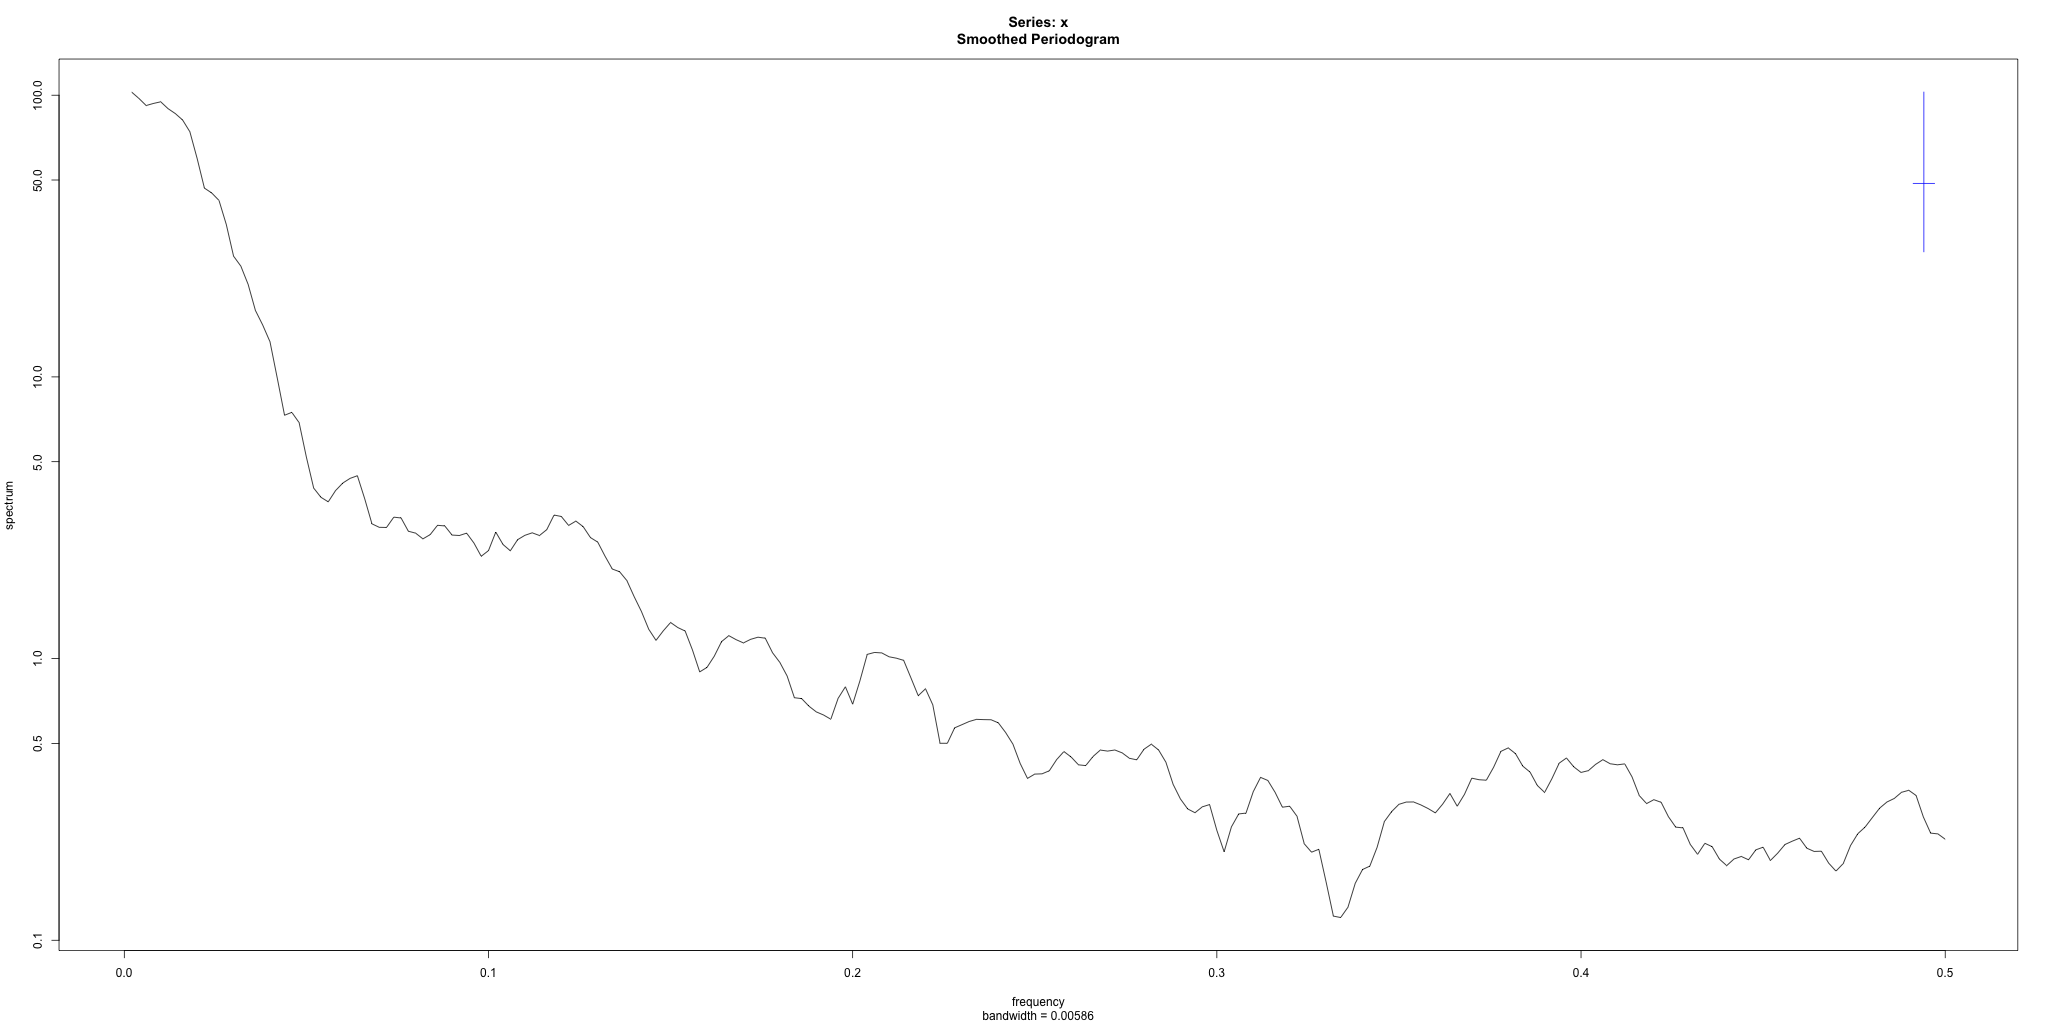 Series: x
Smoothed Periodogram
100.0
50.0
10.0
5.0
1.0
0.5
0.1
spectrum
0.0 0.1 0.2 0.3 0.4 0.5
frequency
bandwidth = 0.00586